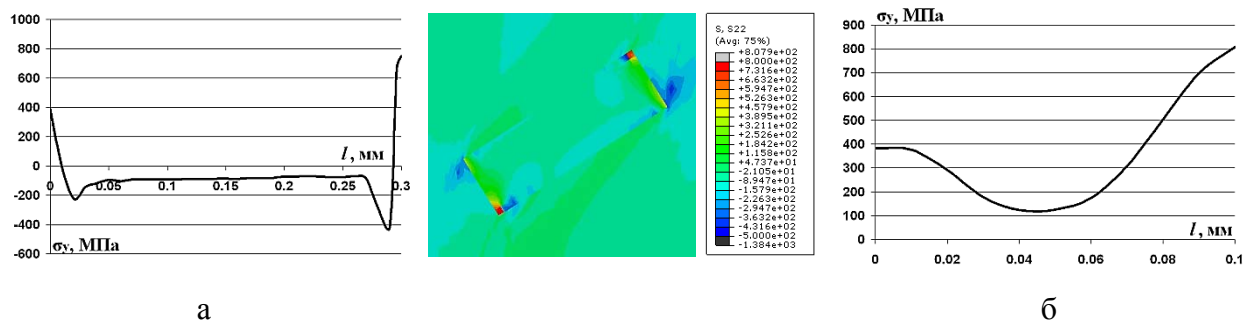 1000
800
600
400
200
0
-200
-400
-600
0 0.05 0.1 0.15 0.2 0.25 0.3
l, мм
σy, МПа
S, S22
(Avg: 75%)
+8.079e+02
+8.000e+02
+7.316e+02
+6.632e+02
+5.947e+02
+5.263e+02
+4.579e+02
+3.895e+02
+3.211e+02
+2.526e+02
+1.842e+02
+1.158e+02
+4.737e+01
-2.105e+01
-8.947e+01
-1.579e+02
-2.263e+02
-2.947e+02
-3.632e+02
-4.316e+02
-5.000e+02
-1.384e+03
σy, МПа
900
800
700
600
500
400
300
200
100
0
l, мм
0 0.02 0.04 0.06 0.08 0.1
а
б